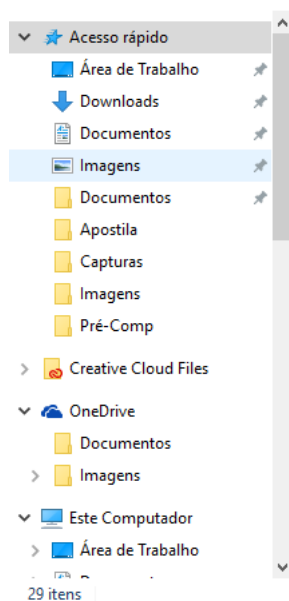 Acesso rápido
Área de Trabalho
Downloads
Documentos
Imagens
Documentos
Apostila
Capturas
Imagens
Pré-Comp
Creative Cloud Files
OneDrive
Documentos
Imagens
Este Computador
Área de Trabalho
29 itens